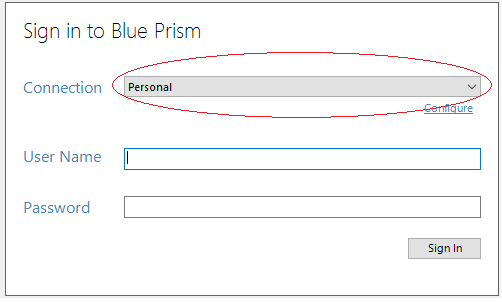 Sign in to Blue Prism
Connection Personal
Configure
User Name
Password
Sign In